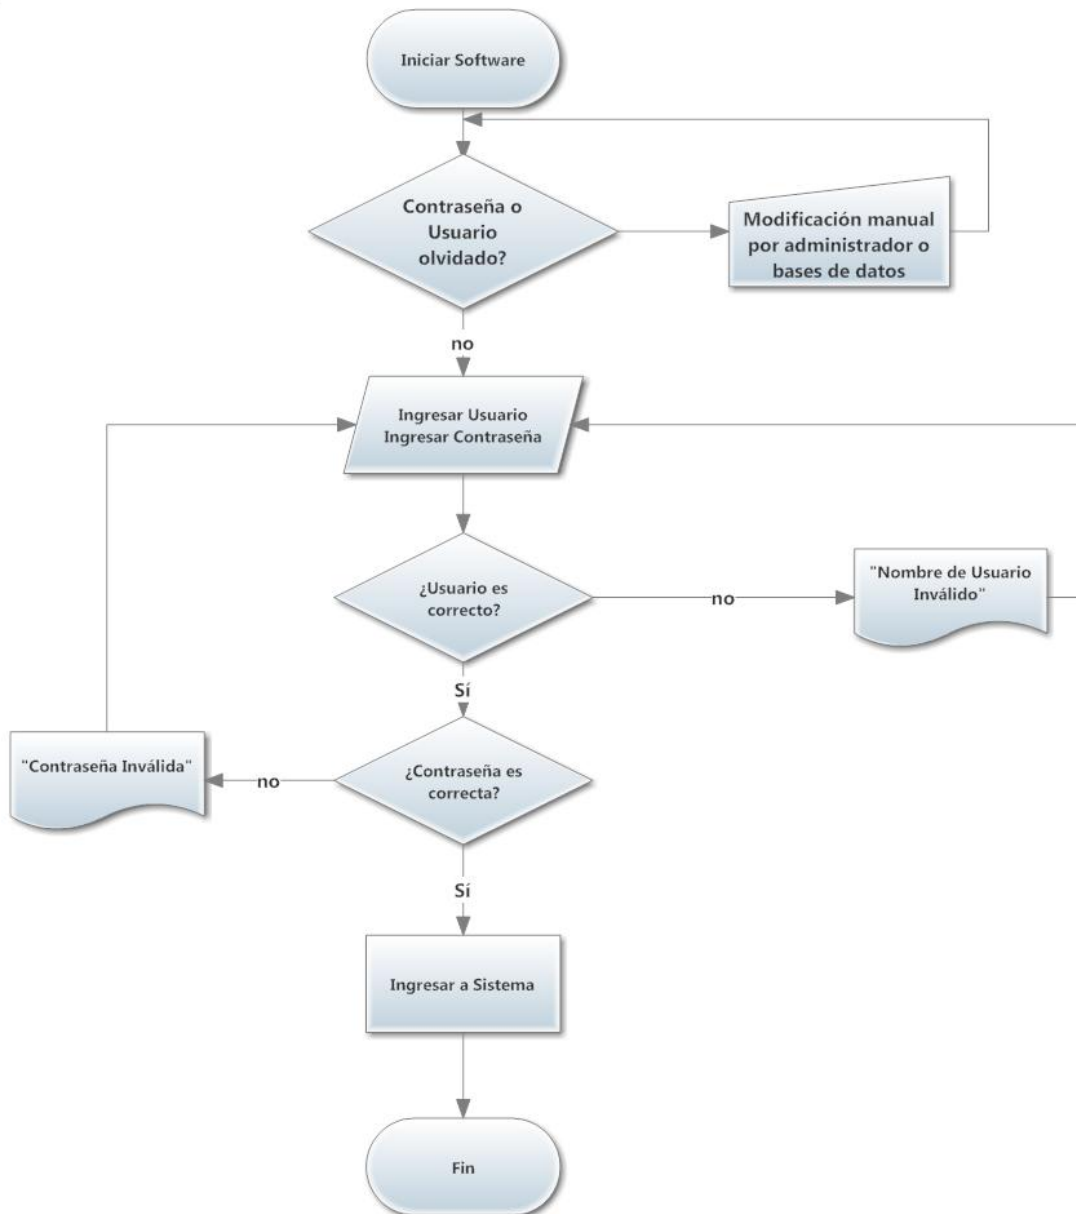 Iniciar Software
Contraseña o
Usuario
olvidado?
Modificación manual
por administrador o
bases de datos
no
Ingresar Usuario
Ingresar Contraseña
¿Usuario es
correcto?
no
"Nombre de Usuario
Inválido"
Sí
"Contraseña Inválida"
no
¿Contraseña es
correcta?
Sí
Ingresar a Sistema
Fin